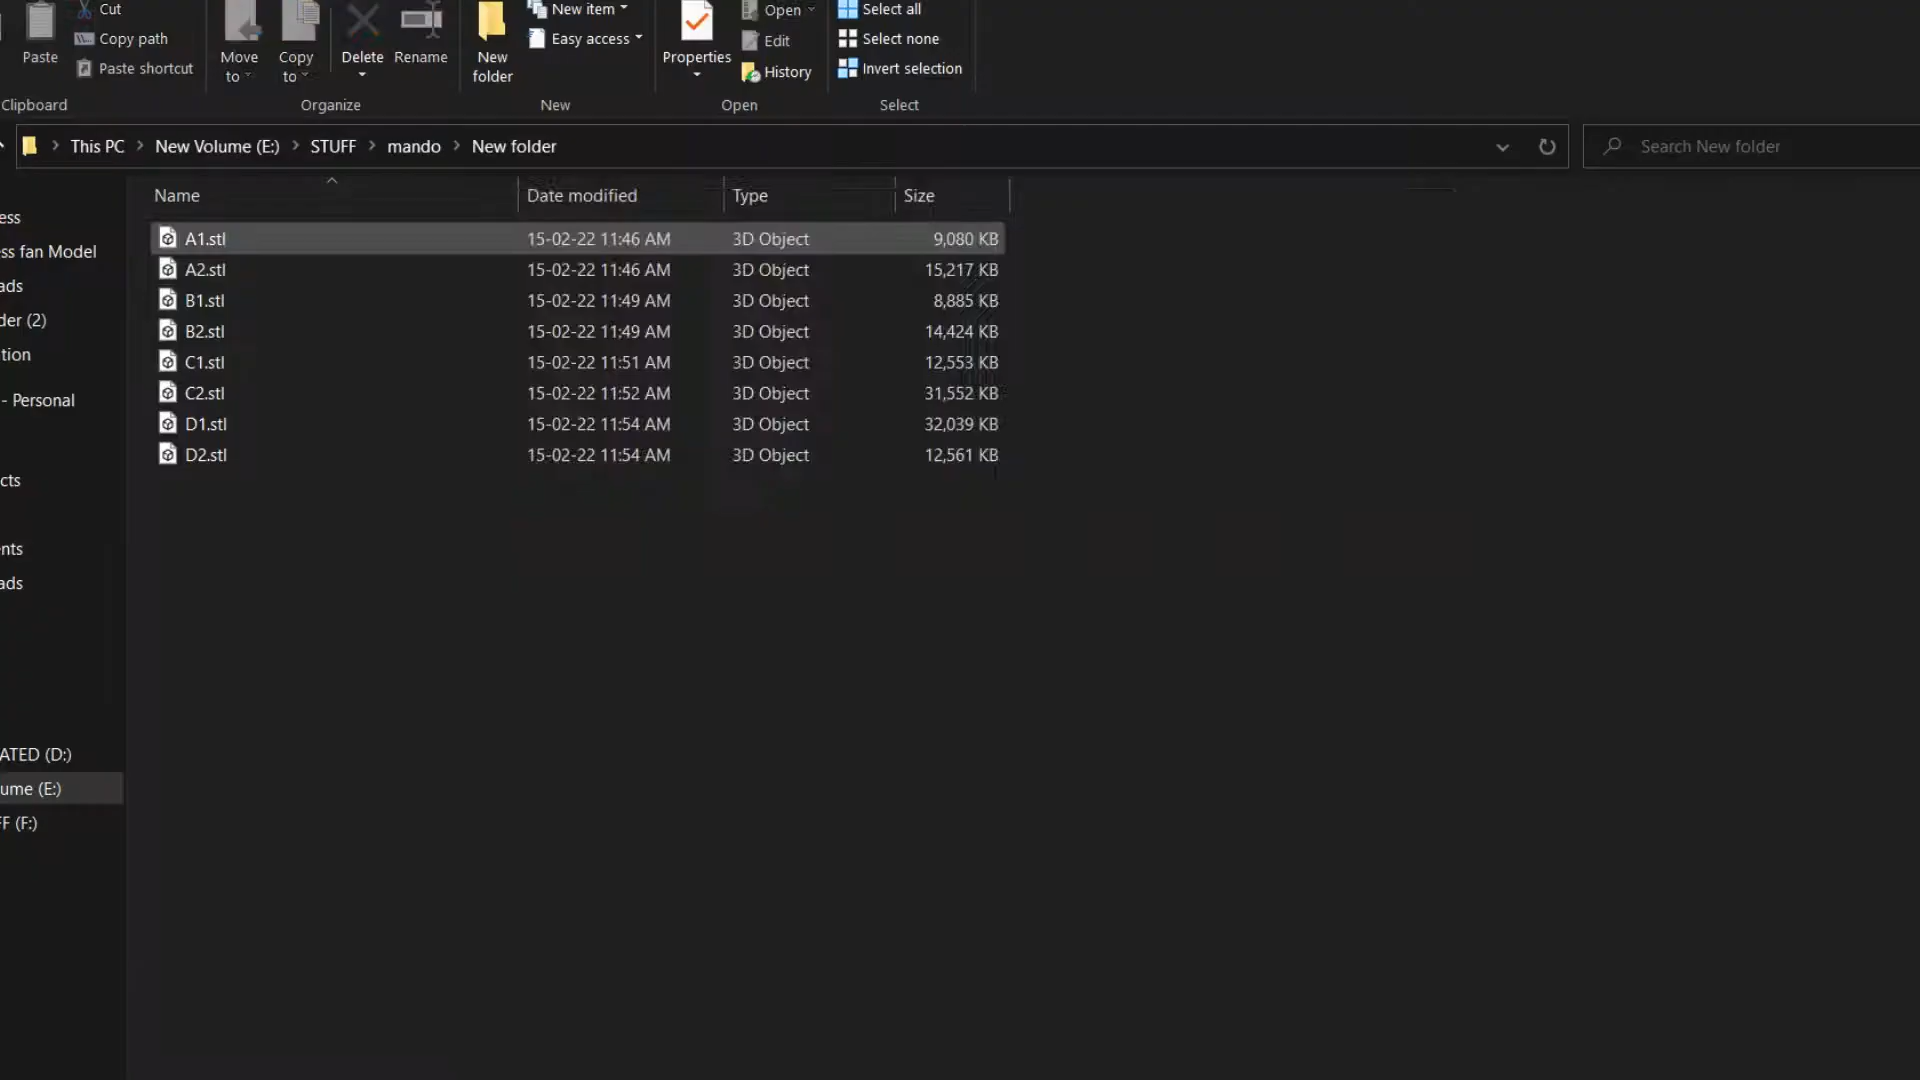 Cut
Copy path
Paste shortcut
Paste
Clipboard
Move
to
Copy
to
Delete
Rename
Organize
New
folder
New item
Easy access
New
Properties
Open
Edit
History
Open
Select all
Select none
Invert selection
Select
This PC > New Volume (E:) > STUFF > mando > New folder
Search New folder
Name Date modified Type Size
A1.stl 15-02-22 11:46 AM 3D Object 9,080 KB
A2.stl 15-02-22 11:46 AM 3D Object 15,217 KB
B1.stl 15-02-22 11:49 AM 3D Object 8,885 KB
B2.stl 15-02-22 11:49 AM 3D Object 14,424 KB
C1.stl 15-02-22 11:51 AM 3D Object 12,553 KB
C2.stl 15-02-22 11:52 AM 3D Object 31,552 KB
D1.stl 15-02-22 11:54 AM 3D Object 32,039 KB
D2.stl 15-02-22 11:54 AM 3D Object 12,561 KB
ess
ss fan Model
ads
der (2)
tion
- Personal
cts
nts
ads
ATED (D:)
ume (E:)
FF (F:)